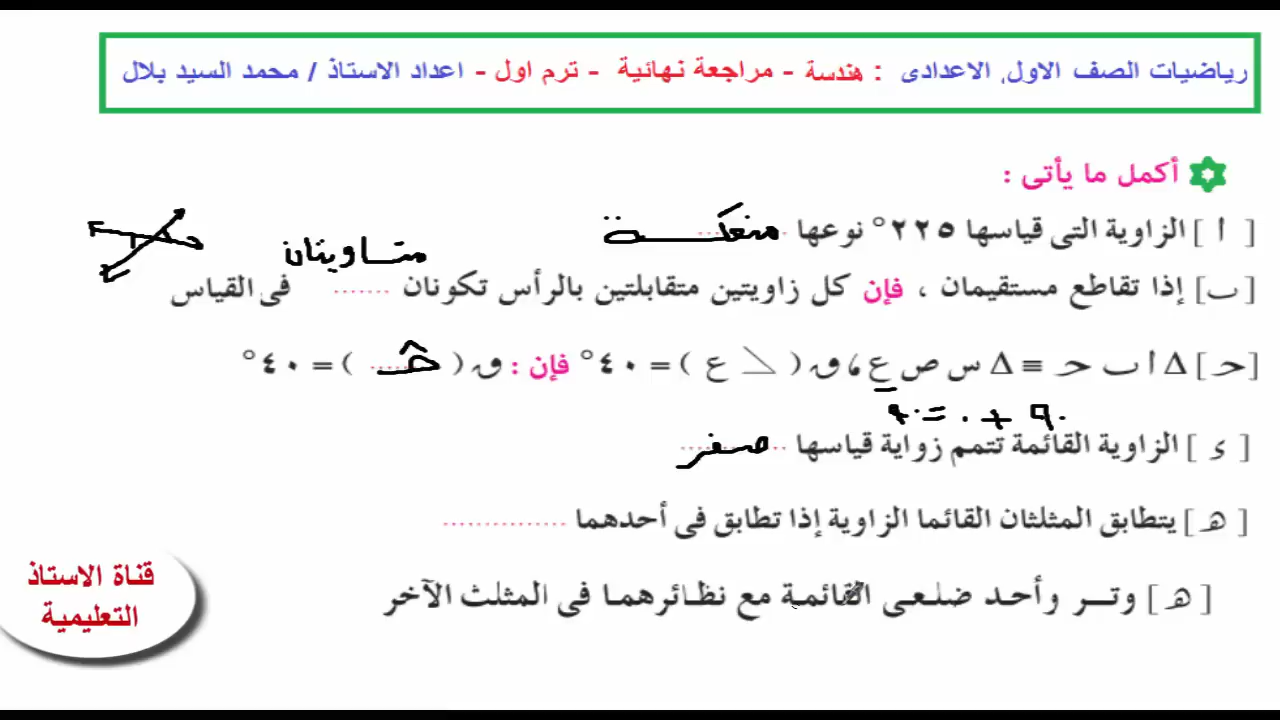 رياضيات الصف الاول الاعدادى : هندسة - مراجعة نهائية - ترم اول - اعداد الاستاذ / محمد السيد بلال
أكمل ما يأتى :
[ أ ] الزاوية التى قياسها ٢٢٥° نوعها منعكسة
متساويتان
[ب] إذا تقاطع مستقيمان ، فإن كل زاويتين متقابلتين بالرأس تكونان ....... فى القياس
[حـ] Δ أ ب حـ ≡ Δ س ص ع ، ق ( ∠ ع ) = ٤٠° فإن : ق ( حـ ) = ٤٠°
٩٠ + ٠ = ٩٠
[ ء ] الزاوية القائمة تتمم زواية قياسها صفر
[ هـ ] يتطابق المثلثان القائما الزاوية إذا تطابق فى أحدهما ...............
[ هـ ] وتر وأحد ضلعى القائمة مع نظائرهما فى المثلث الآخر
قناة الاستاذ
التعليمية